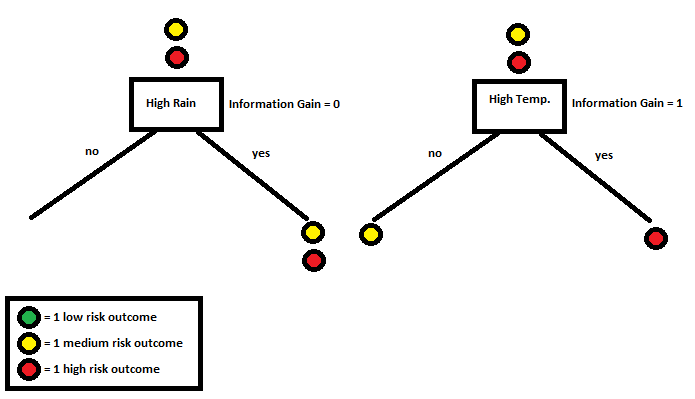 High Rain
Information Gain = 0
no
yes
High Temp.
Information Gain = 1
no
yes
= 1 low risk outcome
= 1 medium risk outcome
= 1 high risk outcome